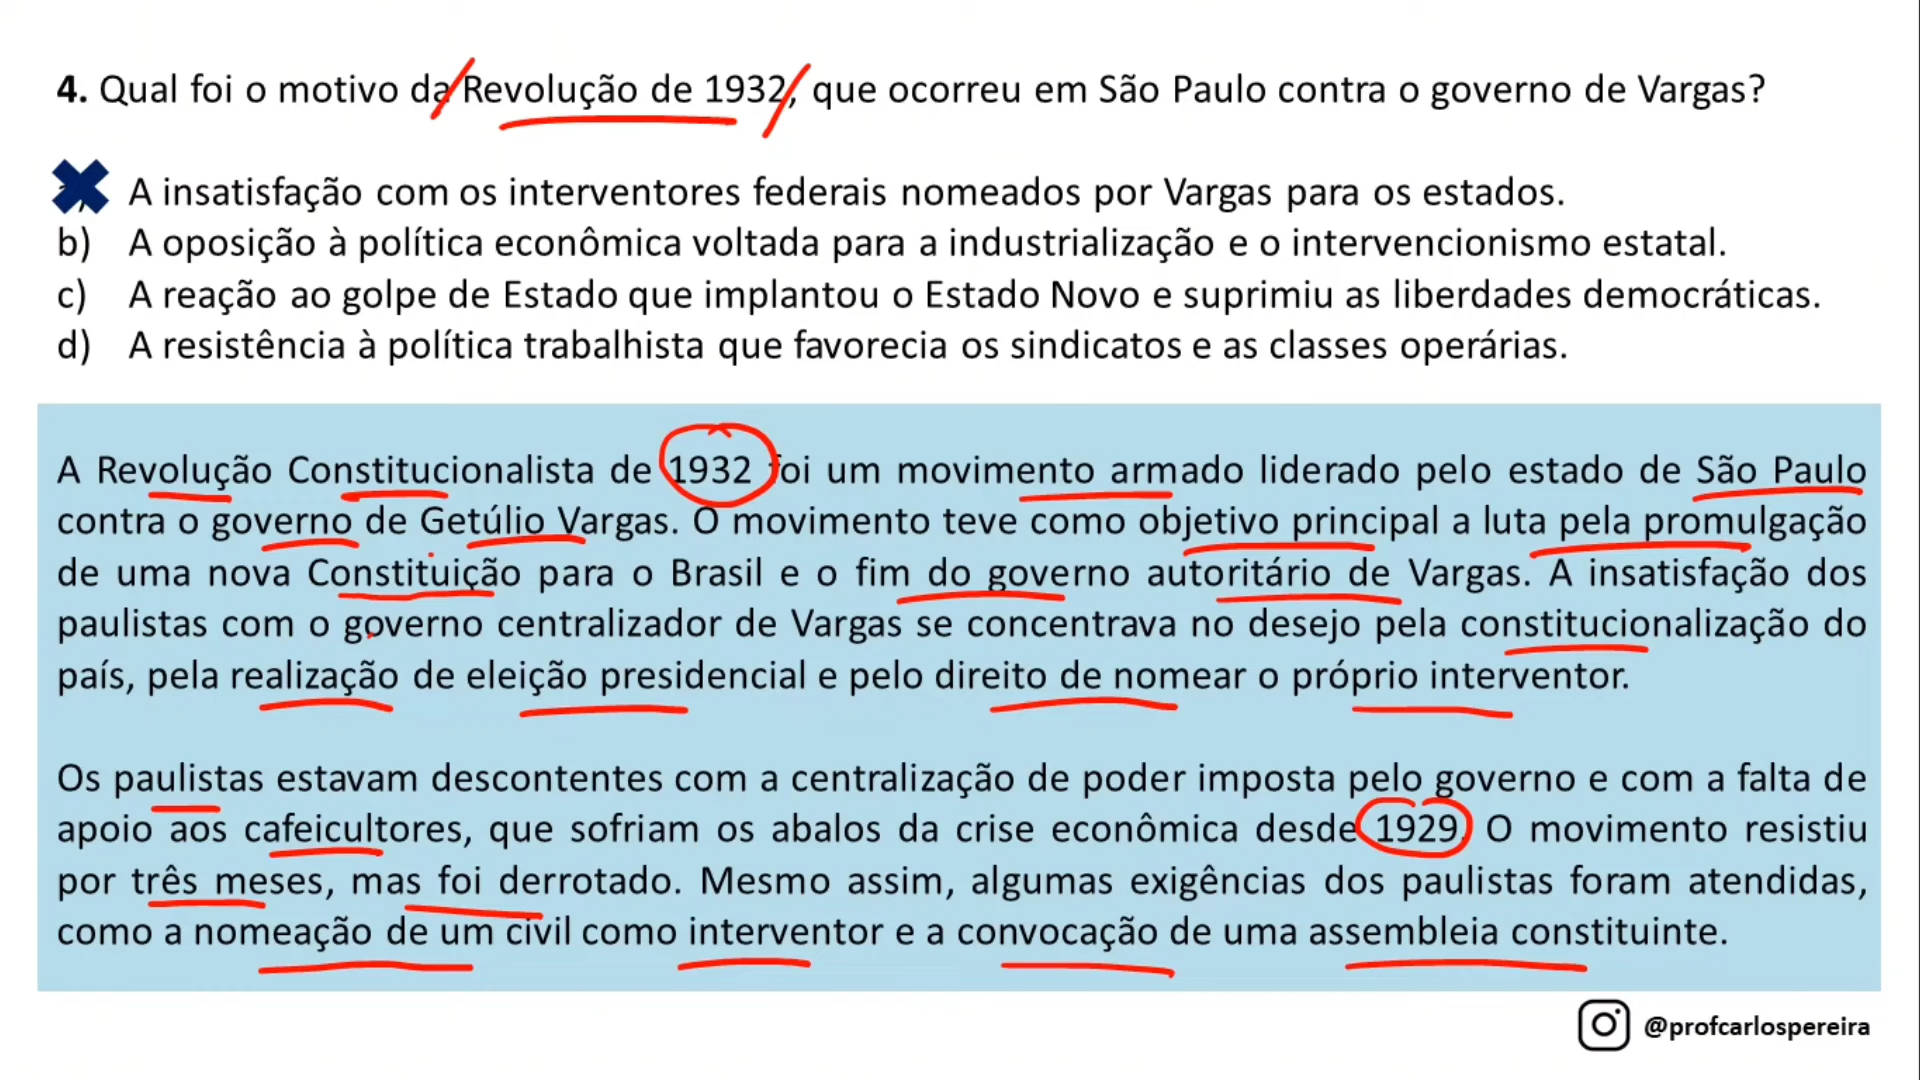 4. Qual foi o motivo da Revolução de 1932, que ocorreu em São Paulo contra o governo de Vargas?
A insatisfação com os interventores federais nomeados por Vargas para os estados.
b) A oposição à política econômica voltada para a industrialização e o intervencionismo estatal.
c) A reação ao golpe de Estado que implantou o Estado Novo e suprimiu as liberdades democráticas.
d) A resistência à política trabalhista que favorecia os sindicatos e as classes operárias.
A Revolução Constitucionalista de 1932 foi um movimento armado liderado pelo estado de São Paulo
contra o governo de Getúlio Vargas. O movimento teve como objetivo principal a luta pela promulgação
de uma nova Constituição para o Brasil e o fim do governo autoritário de Vargas. A insatisfação dos
paulistas com o governo centralizador de Vargas se concentrava no desejo pela constitucionalização do
país, pela realização de eleição presidencial e pelo direito de nomear o próprio interventor.
Os paulistas estavam descontentes com a centralização de poder imposta pelo governo e com a falta de
apoio aos cafeicultores, que sofriam os abalos da crise econômica desde 1929. O movimento resistiu
por três meses, mas foi derrotado. Mesmo assim, algumas exigências dos paulistas foram atendidas,
como a nomeação de um civil como interventor e a convocação de uma assembleia constituinte.
@profcarlospereira